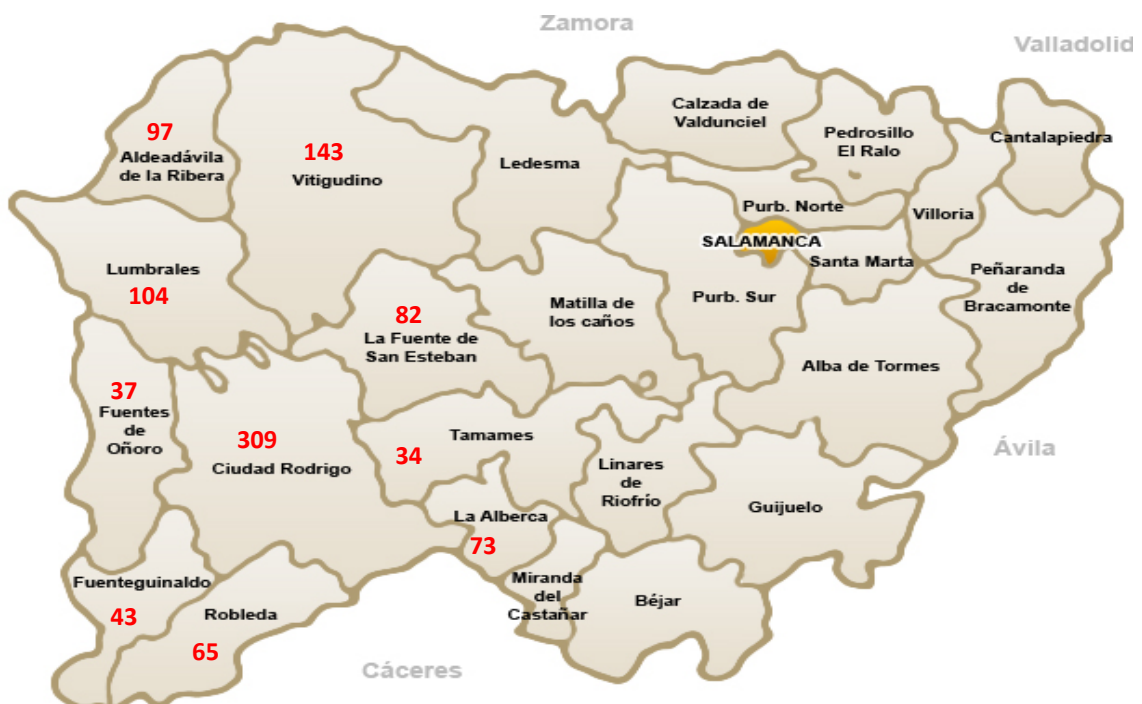 Zamora
Valladolid
97
Aldeadávila
de la Ribera
143
Vitigudino
Ledesma
Calzada de
Valdunciel
Pedrosillo
El Ralo
Cantalapiedra
Lumbrales
104
Purb. Norte
Villoria
SALAMANCA
Santa Marta
Purb. Sur
Peñaranda
de
Bracamonte
82
La Fuente de
San Esteban
Matilla de
los caños
Alba de Tormes
37
Fuentes
de
Oñoro
309
Ciudad Rodrigo
34
Tamames
Linares
de
Riofrío
Guijuelo
Ávila
La Alberca
73
Fuenteguinaldo
43
Robleda
65
Miranda
del
Castañar
Béjar
Cáceres